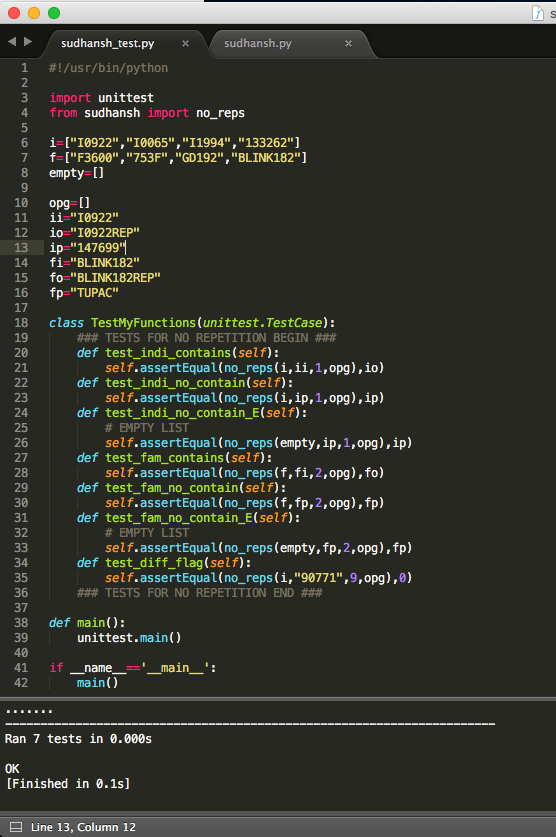 sudhansh_test.py × sudhansh.py ×
1 #!/usr/bin/python
2
3 import unittest
4 from sudhansh import no_reps
5
6 i=["I0922","I0065","I1994","133262"]
7 f=["F3600","753F","GD192","BLINK182"]
8 empty=[]
9
10 opg=[]
11 ii="I0922"
12 io="I0922REP"
13 ip="147699"
14 fi="BLINK182"
15 fo="BLINK182REP"
16 fp="TUPAC"
17
18 class TestMyFunctions(unittest.TestCase):
19 ### TESTS FOR NO REPETITION BEGIN ###
20 def test_indi_contains(self):
21 self.assertEqual(no_reps(i,ii,1,opg),io)
22 def test_indi_no_contain(self):
23 self.assertEqual(no_reps(i,ip,1,opg),ip)
24 def test_indi_no_contain_E(self):
25 # EMPTY LIST
26 self.assertEqual(no_reps(empty,ip,1,opg),ip)
27 def test_fam_contains(self):
28 self.assertEqual(no_reps(f,fi,2,opg),fo)
29 def test_fam_no_contain(self):
30 self.assertEqual(no_reps(f,fp,2,opg),fp)
31 def test_fam_no_contain_E(self):
32 # EMPTY LIST
33 self.assertEqual(no_reps(empty,fp,2,opg),fp)
34 def test_diff_flag(self):
35 self.assertEqual(no_reps(i,"90771",9,opg),0)
36 ### TESTS FOR NO REPETITION END ###
37
38 def main():
39 unittest.main()
40
41 if __name__=='__main__':
42 main()
.......
----------------------------------------------------------------------
Ran 7 tests in 0.000s
OK
[Finished in 0.1s]
Line 13, Column 12